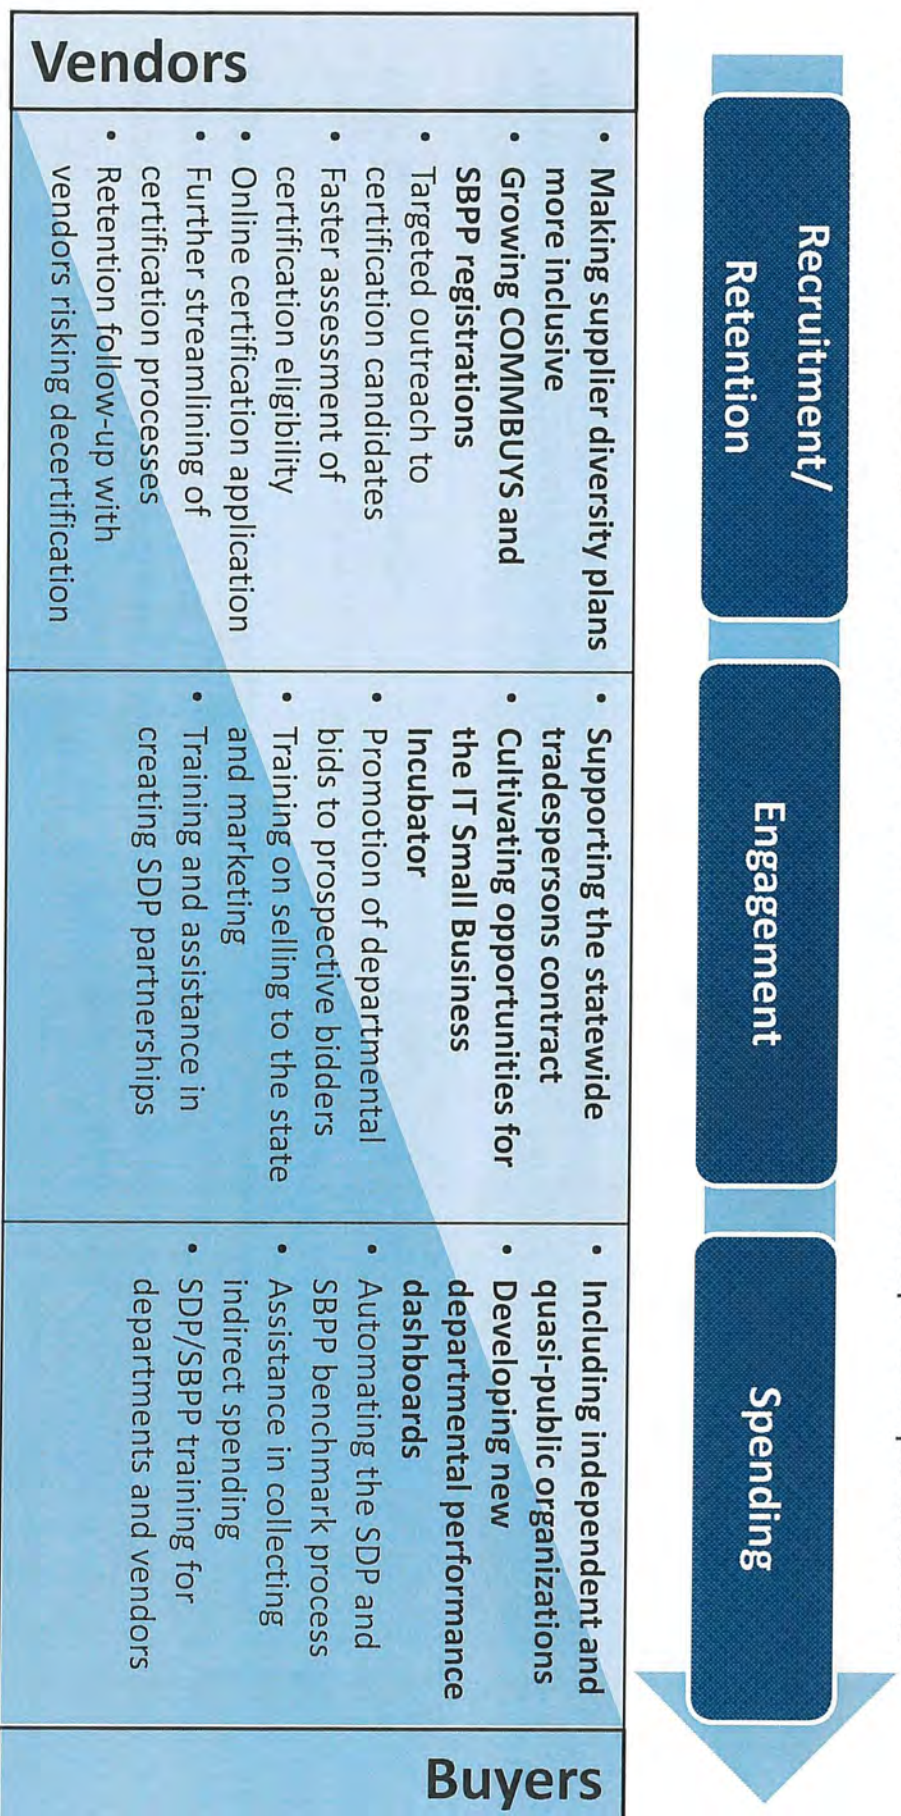 Recruitment/
Retention
Engagement
Spending
Vendors
• Making supplier diversity plans
more inclusive
• Growing COMMBUYS and
SBPP registrations
• Targeted outreach to
certification candidates
• Faster assessment of
certification eligibility
• Online certification application
• Further streamlining of
certification processes
• Retention follow-up with
vendors risking decertification
• Supporting the statewide
tradespersons contract
• Cultivating opportunities for
the IT Small Business
Incubator
• Promotion of departmental
bids to prospective bidders
• Training on selling to the state
and marketing
• Training and assistance in
creating SDP partnerships
• Including independent and
quasi-public organizations
• Developing new
departmental performance
dashboards
• Automating the SDP and
SBPP benchmark process
• Assistance in collecting
indirect spending
• SDP/SBPP training for
departments and vendors
Buyers